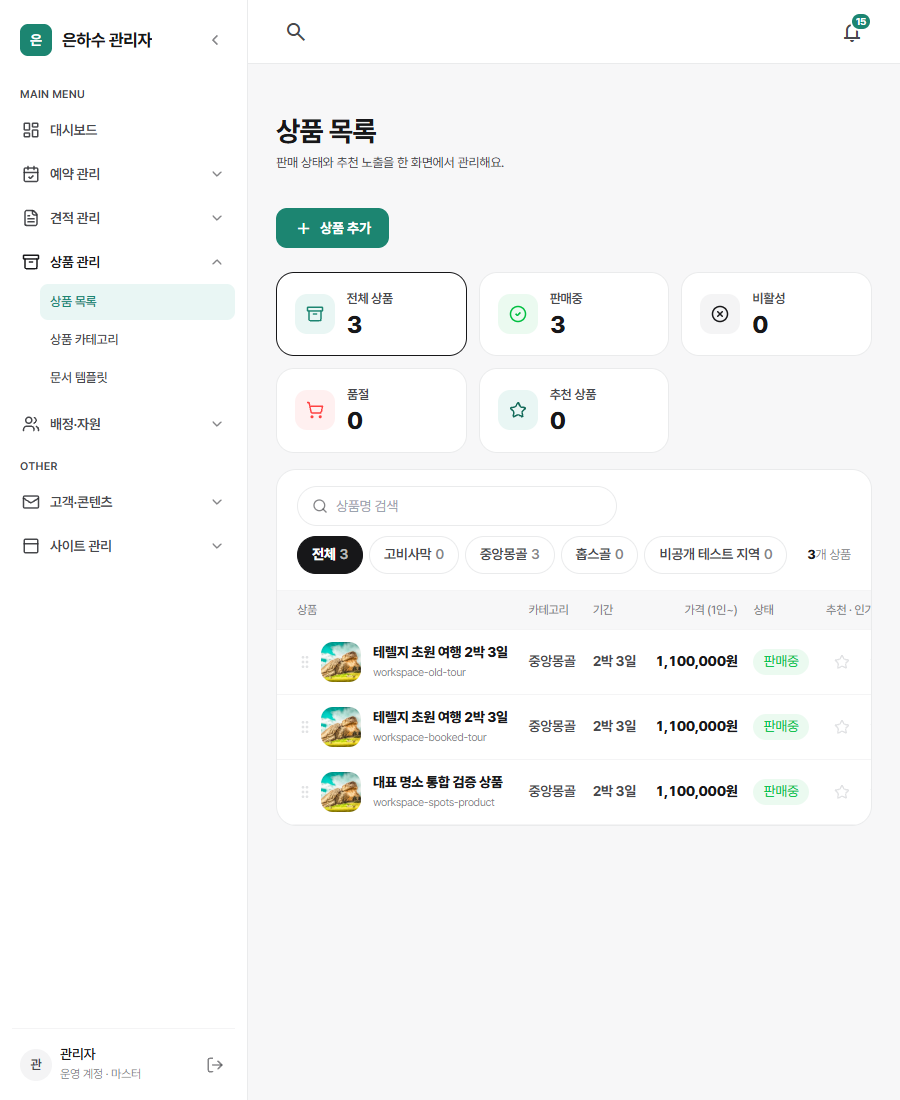 은 은하수 관리자
15
MAIN MENU
대시보드
예약 관리
견적 관리
상품 관리
상품 목록
상품 카테고리
문서 템플릿
배정·자원
OTHER
고객·콘텐츠
사이트 관리
관 관리자
운영 계정 · 마스터
상품 목록
판매 상태와 추천 노출을 한 화면에서 관리해요.
상품 추가
전체 상품
3
판매중
3
비활성
0
품절
0
추천 상품
0
상품명 검색
전체 3 고비사막 0 중앙몽골 3 홉스골 0 비공개 테스트 지역 0 3개 상품
상품 카테고리 기간 가격 (1인~) 상태 추천 · 인기
테렐지 초원 여행 2박 3일
workspace-old-tour
중앙몽골 2박 3일 1,100,000원 판매중
테렐지 초원 여행 2박 3일
workspace-booked-tour
중앙몽골 2박 3일 1,100,000원 판매중
대표 명소 통합 검증 상품
workspace-spots-product
중앙몽골 2박 3일 1,100,000원 판매중